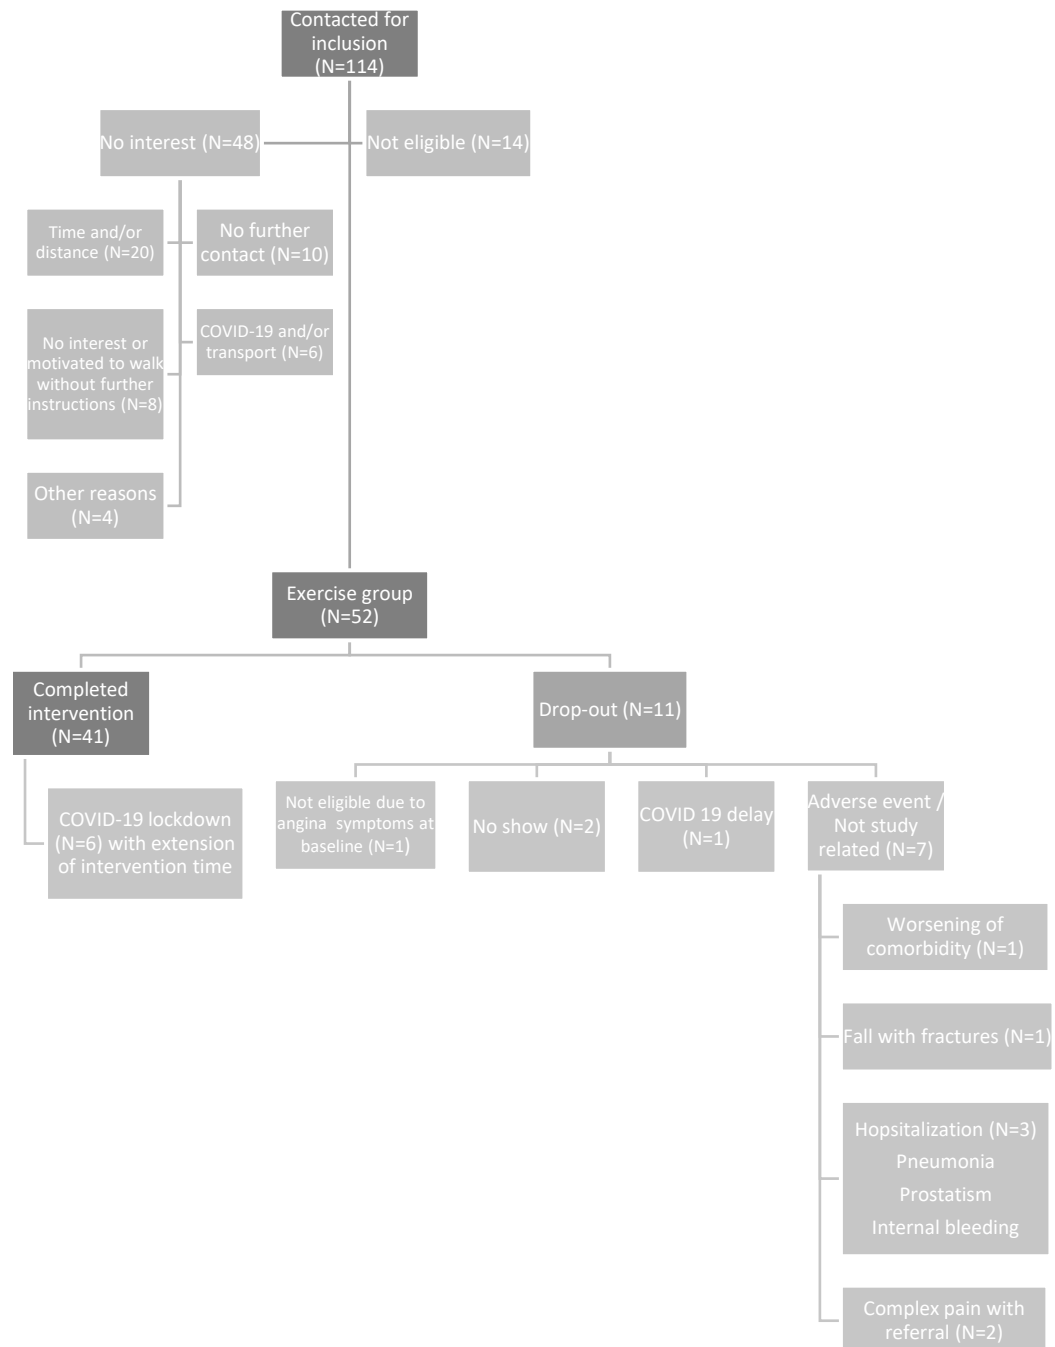 Contacted for
inclusion
(N=114)
No interest (N=48)
Not eligible (N=14)
Time and/or
distance (N=20)
No further
contact (N=10)
No interest or
motivated to walk
without further
instructions (N=8)
COVID-19 and/or
transport (N=6)
Other reasons
(N=4)
Exercise group
(N=52)
Completed
intervention
(N=41)
Drop-out (N=11)
COVID-19 lockdown
(N=6) with extension
of intervention time
Not eligible due to
angina symptoms at
baseline (N=1)
No show (N=2)
COVID 19 delay
(N=1)
Adverse event /
Not study
related (N=7)
Worsening of
comorbidity (N=1)
Fall with fractures (N=1)
Hopsitalization (N=3)
Pneumonia
Prostatism
Internal bleeding
Complex pain with
referral (N=2)